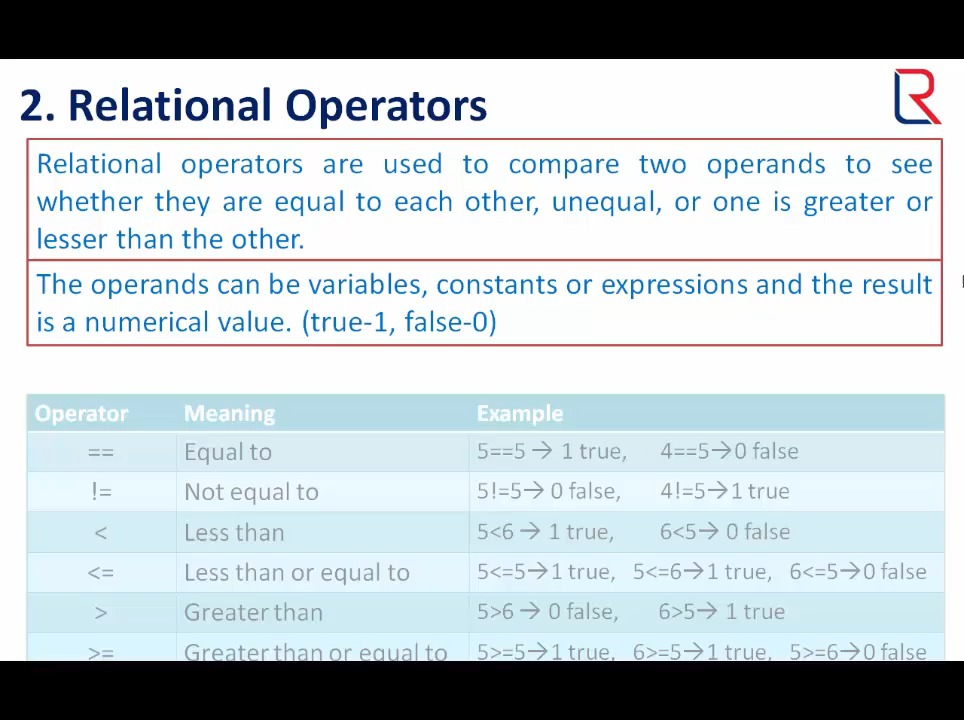 2. Relational Operators
Relational operators are used to compare two operands to see
whether they are equal to each other, unequal, or one is greater or
lesser than the other.
The operands can be variables, constants or expressions and the result
is a numerical value. (true-1, false-0)
Operator Meaning Example
== Equal to 5==5 → 1 true, 4==5→0 false
!= Not equal to 5!=5→ 0 false, 4!=5→1 true
< Less than 5<6 → 1 true, 6<5→ 0 false
<= Less than or equal to 5<=5→1 true, 5<=6→1 true, 6<=5→0 false
> Greater than 5>6 → 0 false, 6>5→ 1 true
>= Greater than or equal to 5>=5→1 true, 6>=5→1 true, 5>=6→0 false